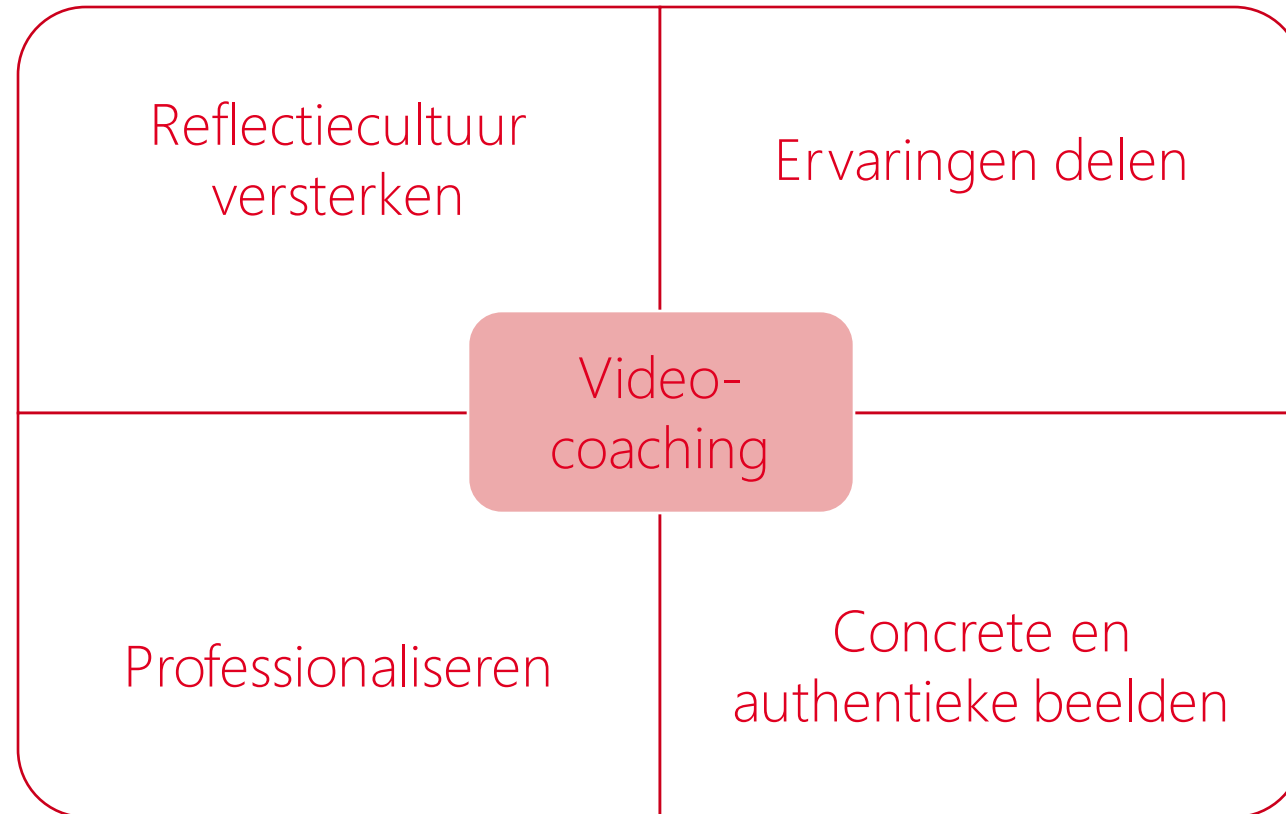 Reflectiecultuur
versterken
Ervaringen delen
Video-
coaching
Professionaliseren
Concrete en
authentieke beelden